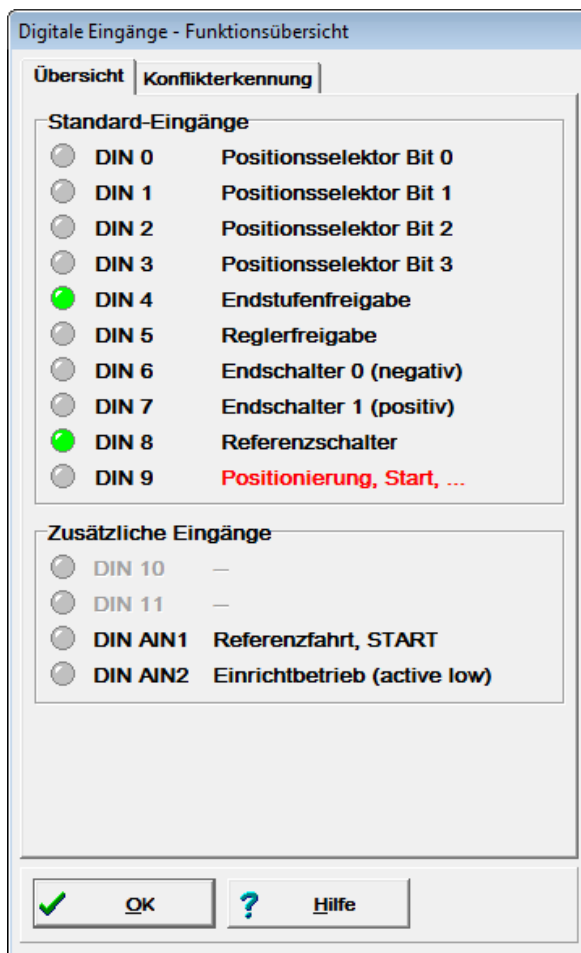 Digitale Eingänge - Funktionsübersicht
Übersicht Konflikterkennung
Standard-Eingänge
DIN 0 Positionsselektor Bit 0
DIN 1 Positionsselektor Bit 1
DIN 2 Positionsselektor Bit 2
DIN 3 Positionsselektor Bit 3
DIN 4 Endstufenfreigabe
DIN 5 Reglerfreigabe
DIN 6 Endschalter 0 (negativ)
DIN 7 Endschalter 1 (positiv)
DIN 8 Referenzschalter
DIN 9 Positionierung, Start, ...
Zusätzliche Eingänge
DIN 10 –
DIN 11 –
DIN AIN1 Referenzfahrt, START
DIN AIN2 Einrichtbetrieb (active low)
OK ? Hilfe